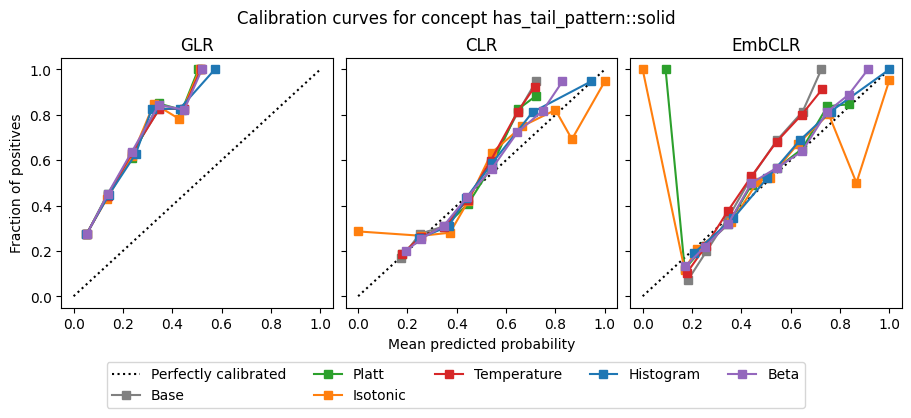 Calibration curves for concept has_tail_pattern::solid
GLR
CLR
EmbCLR
Fraction of positives
1.0
0.8
0.6
0.4
0.2
0.0
0.0 0.2 0.4 0.6 0.8 1.0
0.0 0.2 0.4 0.6 0.8 1.0
0.0 0.2 0.4 0.6 0.8 1.0
Mean predicted probability
Perfectly calibrated
Base
Platt
Isotonic
Temperature
Histogram
Beta